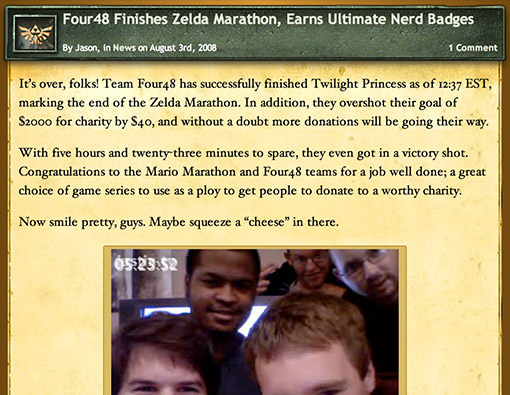 Four48 Finishes Zelda Marathon, Earns Ultimate Nerd Badges
By Jason, in News on August 3rd, 2008
1 Comment
It's over, folks! Team Four48 has successfully finished Twilight Princess as of 12:37 EST,
marking the end of the Zelda Marathon. In addition, they overshot their goal of
$2000 for charity by $40, and without a doubt more donations will be going their way.
With five hours and twenty-three minutes to spare, they even got in a victory shot.
Congratulations to the Mario Marathon and Four48 teams for a job well done; a great
choice of game series to use as a ploy to get people to donate to a worthy charity.
Now smile pretty, guys. Maybe squeeze a “cheese” in there.
05:23:52